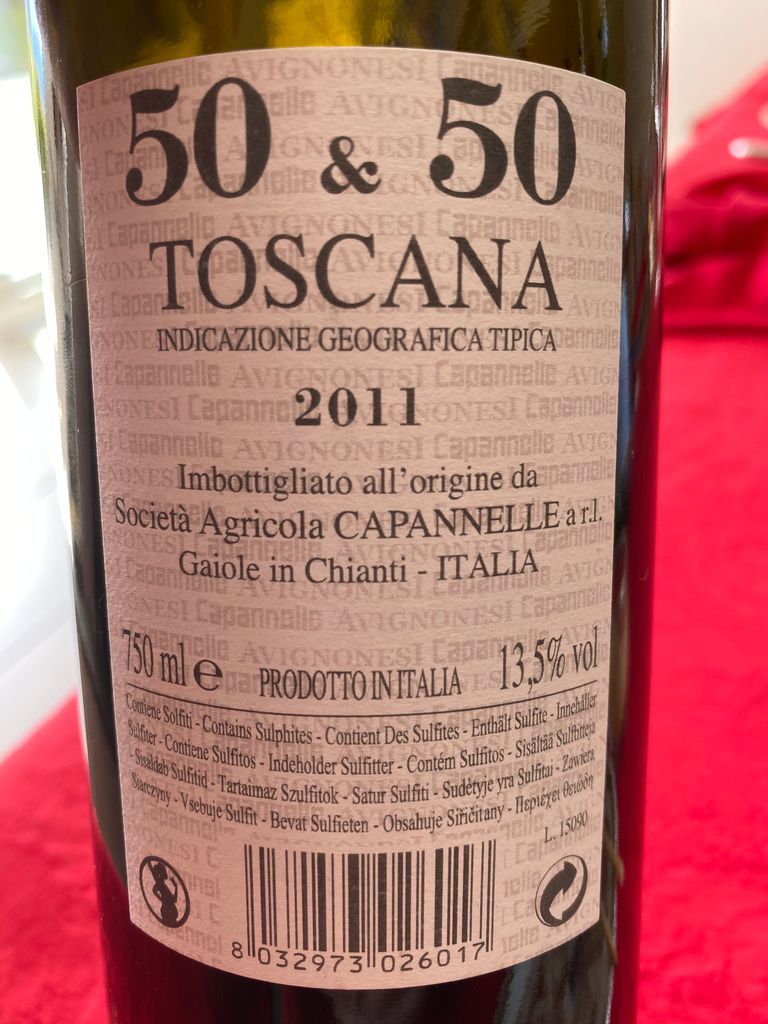 50 & 50
TOSCANA
INDICAZIONE GEOGRAFICA TIPICA
2011
Imbottigliato all'origine da
Società Agricola CAPANNELLE a r.l.
Gaiole in Chianti - ITALIA
750 ml e PRODOTTO IN ITALIA 13,5% vol
Contiene Solfiti - Contains Sulphites - Contient Des Sulfites - Enthält Sulfite - Innehåller
Sulfiter - Contiene Sulfitos - Indeholder Sulfitter - Contém Sulfitos - Sisältää Sulfiitteja
- Sisaldab Sulfitid - Tartaimaz Szulfitok - Satur Sulfiti - Sudėtyje yra Sulfitai - Zawiera
Siarczyny - Vsebuje Sulfit - Bevat Sulfieten - Obsahuje Siřičitany - Περιέχει θειώδη
L. 15090
8 032973 026017